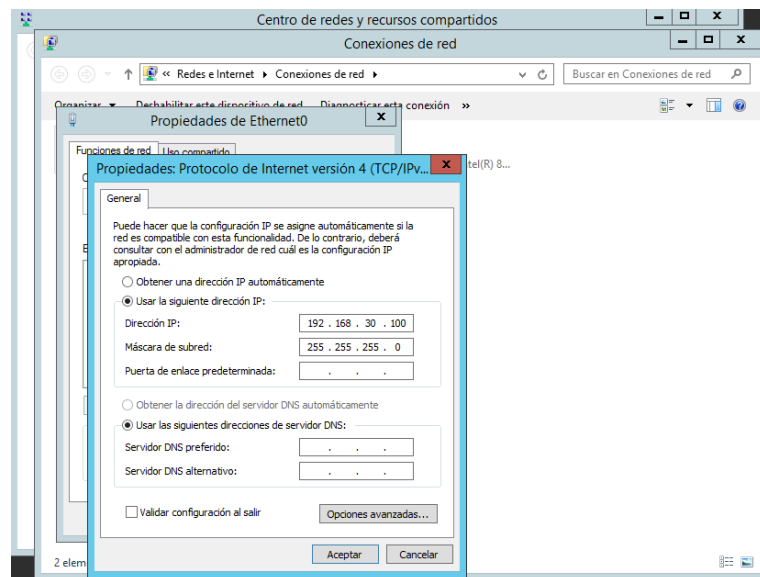 Centro de redes y recursos compartidos
Conexiones de red
« Redes e Internet Conexiones de red
Buscar en Conexiones de red
Organizar Deshabilitar este dispositivo de red Diagnosticar esta conexión »
Propiedades de Ethernet0
Funciones de red Uso compartido
tel(R) 8...
Propiedades: Protocolo de Internet versión 4 (TCP/IPv...
General
Puede hacer que la configuración IP se asigne automáticamente si la
red es compatible con esta funcionalidad. De lo contrario, deberá
consultar con el administrador de red cuál es la configuración IP
apropiada.
Obtener una dirección IP automáticamente
Usar la siguiente dirección IP:
Dirección IP: 192 . 168 . 30 . 100
Máscara de subred: 255 . 255 . 255 . 0
Puerta de enlace predeterminada: . . .
Obtener la dirección del servidor DNS automáticamente
Usar las siguientes direcciones de servidor DNS:
Servidor DNS preferido: . . .
Servidor DNS alternativo: . . .
Validar configuración al salir
Opciones avanzadas...
Aceptar Cancelar
2 elem